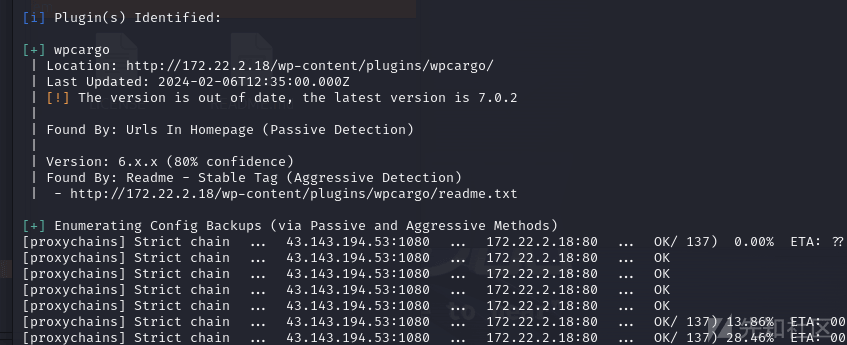 [i] Plugin(s) Identified:
[+] wpcargo
| Location: http://172.22.2.18/wp-content/plugins/wpcargo/
| Last Updated: 2024-02-06T12:35:00.000Z
| [!] The version is out of date, the latest version is 7.0.2
|
| Found By: Urls In Homepage (Passive Detection)
|
| Version: 6.x.x (80% confidence)
| Found By: Readme - Stable Tag (Aggressive Detection)
|  - http://172.22.2.18/wp-content/plugins/wpcargo/readme.txt
[+] Enumerating Config Backups (via Passive and Aggressive Methods)
[proxychains] Strict chain  ...  43.143.194.53:1080  ...  172.22.2.18:80  ...  OK/ 137)  0.00%  ETA: ??
[proxychains] Strict chain  ...  43.143.194.53:1080  ...  172.22.2.18:80  ...  OK
[proxychains] Strict chain  ...  43.143.194.53:1080  ...  172.22.2.18:80  ...  OK
[proxychains] Strict chain  ...  43.143.194.53:1080  ...  172.22.2.18:80  ...  OK
[proxychains] Strict chain  ...  43.143.194.53:1080  ...  172.22.2.18:80  ...  OK
[proxychains] Strict chain  ...  43.143.194.53:1080  ...  172.22.2.18:80  ...  OK/ 137) 13.86%  ETA: 00
[proxychains] Strict chain  ...  43.143.194.53:1080  ...  172.22.2.18:80  ...  OK/ 137) 28.46%  ETA: 00
先知社区